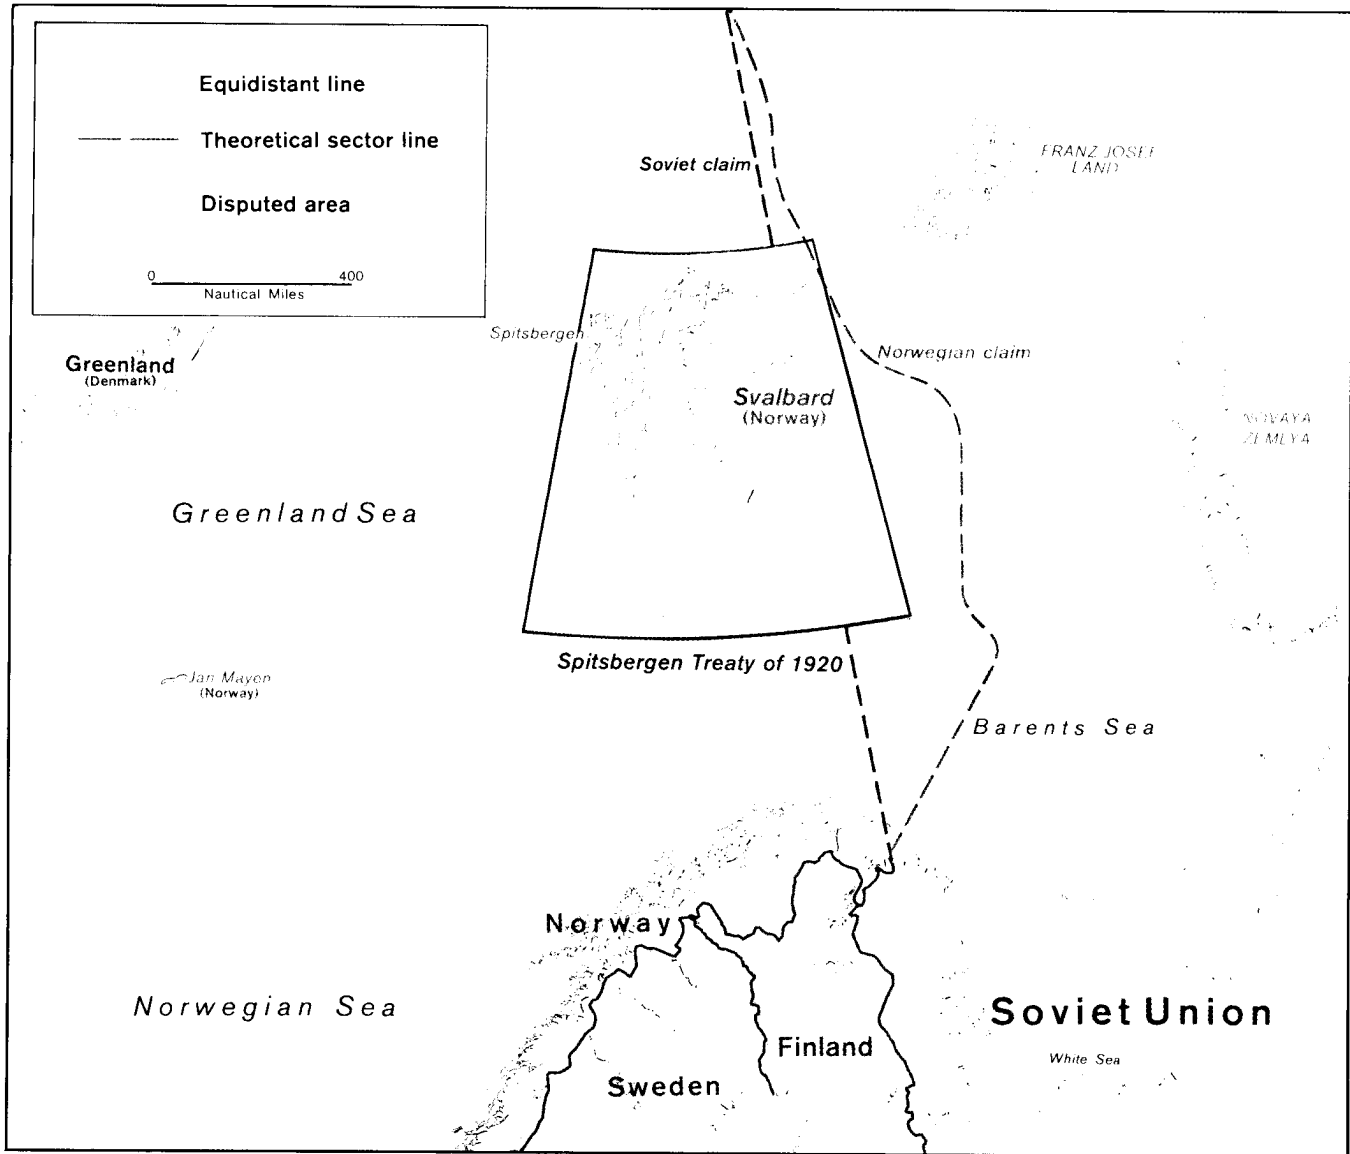 Equidistant line
Theoretical sector line
Disputed area
0 400
Nautical Miles
Soviet claim
FRANZ JOSEF
LAND
Spitsbergen
Greenland
(Denmark)
Norwegian claim
Svalbard
(Norway)
NOVAYA
ZEMLYA
Greenland Sea
Spitsbergen Treaty of 1920
Jan Mayen
(Norway)
Barents Sea
Norway
Norwegian Sea
Soviet Union
Finland
White Sea
Sweden